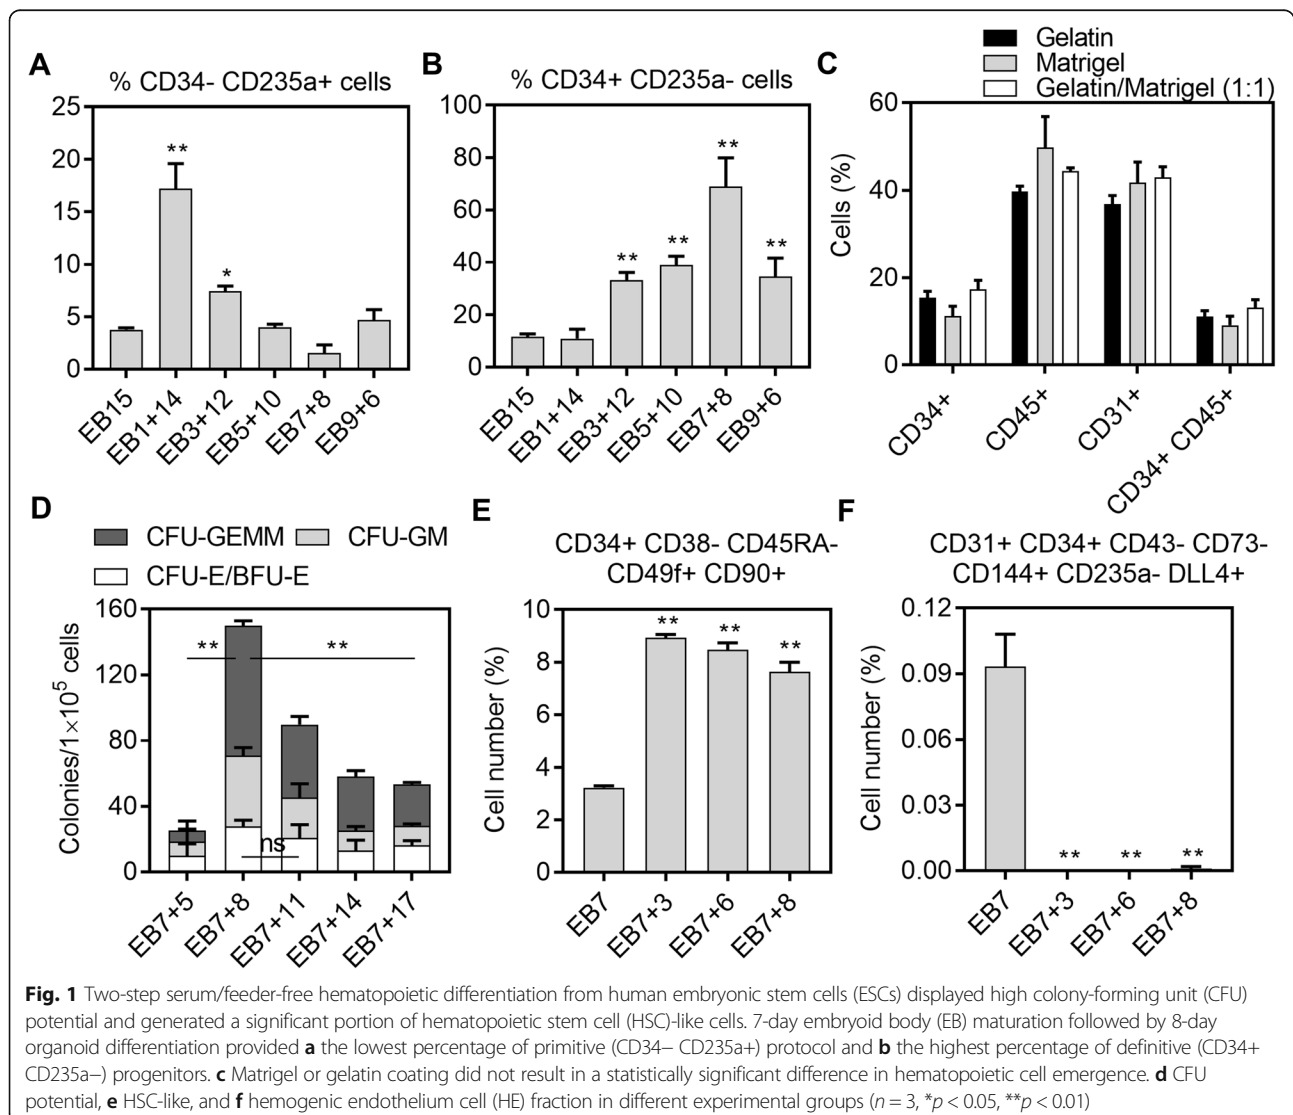 A
% CD34- CD235a+ cells
25
20
15
10
5
0
**
*
EB15
EB1+14
EB3+12
EB5+10
EB7+8
EB9+6
B
% CD34+ CD235a- cells
100
80
60
40
20
0
**
**
**
**
EB15
EB1+14
EB3+12
EB5+10
EB7+8
EB9+6
C
Gelatin
Matrigel
Gelatin/Matrigel (1:1)
Cells (%)
60
40
20
0
CD34+
CD45+
CD31+
CD34+ CD45+
D
CFU-GEMM
CFU-GM
CFU-E/BFU-E
Colonies/1×10⁵ cells
160
120
80
40
0
**
**
ns
EB7+5
EB7+8
EB7+11
EB7+14
EB7+17
E
CD34+ CD38- CD45RA-
CD49f+ CD90+
Cell number (%)
10
8
6
4
2
0
**
**
**
EB7
EB7+3
EB7+6
EB7+8
F
CD31+ CD34+ CD43- CD73-
CD144+ CD235a- DLL4+
Cell number (%)
0.12
0.09
0.06
0.03
0.00
**
**
**
EB7
EB7+3
EB7+6
EB7+8
Fig. 1 Two-step serum/feeder-free hematopoietic differentiation from human embryonic stem cells (ESCs) displayed high colony-forming unit (CFU)
potential and generated a significant portion of hematopoietic stem cell (HSC)-like cells. 7-day embryoid body (EB) maturation followed by 8-day
organoid differentiation provided a the lowest percentage of primitive (CD34− CD235a+) protocol and b the highest percentage of definitive (CD34+
CD235a−) progenitors. c Matrigel or gelatin coating did not result in a statistically significant difference in hematopoietic cell emergence. d CFU
potential, e HSC-like, and f hemogenic endothelium cell (HE) fraction in different experimental groups (n = 3, *p < 0.05, **p < 0.01)